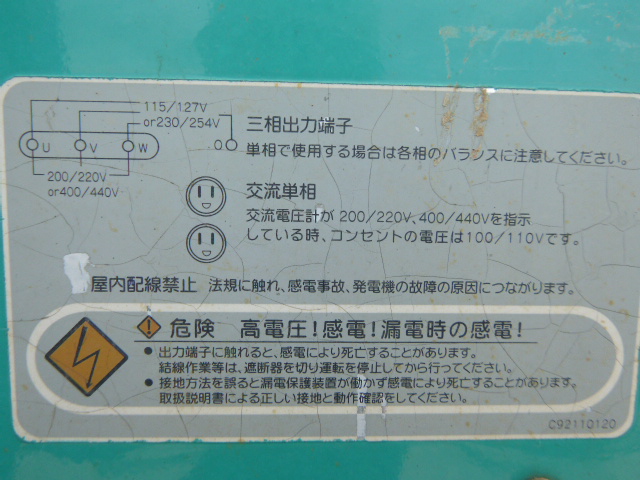 115/127V
or230/254V
U V W O
200/220V
or400/440V
三相出力端子
単相で使用する場合は各相のバランスに注意してください。
交流単相
交流電圧計が200/220V、400/440Vを指示
している時、コンセントの電圧は100/110Vです。
屋内配線禁止 法規に触れ、感電事故、発電機の故障の原因につながります。
危険 高電圧!感電!漏電時の感電!
● 出力端子に触れると、感電により死亡することがあります。
結線作業等は、遮断器を切り運転を停止してから行ってください。
● 接地方法を誤ると漏電保護装置が働かず感電により死亡することがあります。
取扱説明書による正しい接地と動作確認をしてください。
C92110120